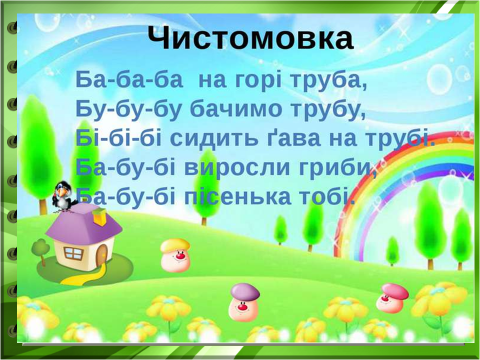 Чистомовка
Ба-ба-ба на горі труба,
Бу-бу-бу бачимо трубу,
Бі-бі-бі сидить ґава на трубі.
Ба-бу-бі виросли гриби,
Ба-бу-бі пісенька тобі.